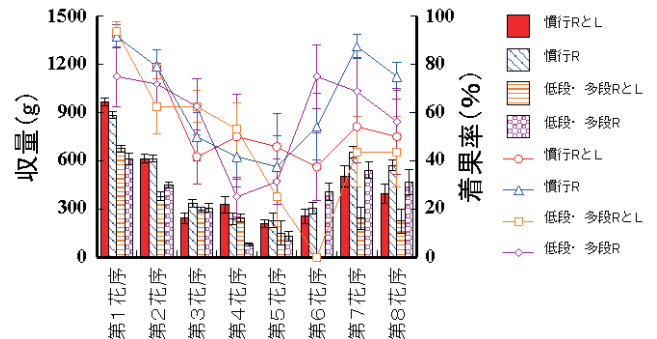 1500
1200
900
600
300
0
収量(g)
100
80
60
40
20
0
着果率(%)
第1花序
第2花序
第3花序
第4花序
第5花序
第6花序
第7花序
第8花序
慣行RとL
慣行R
低段・多段RとL
低段・多段R
慣行RとL
慣行R
低段・多段RとL
低段・多段R